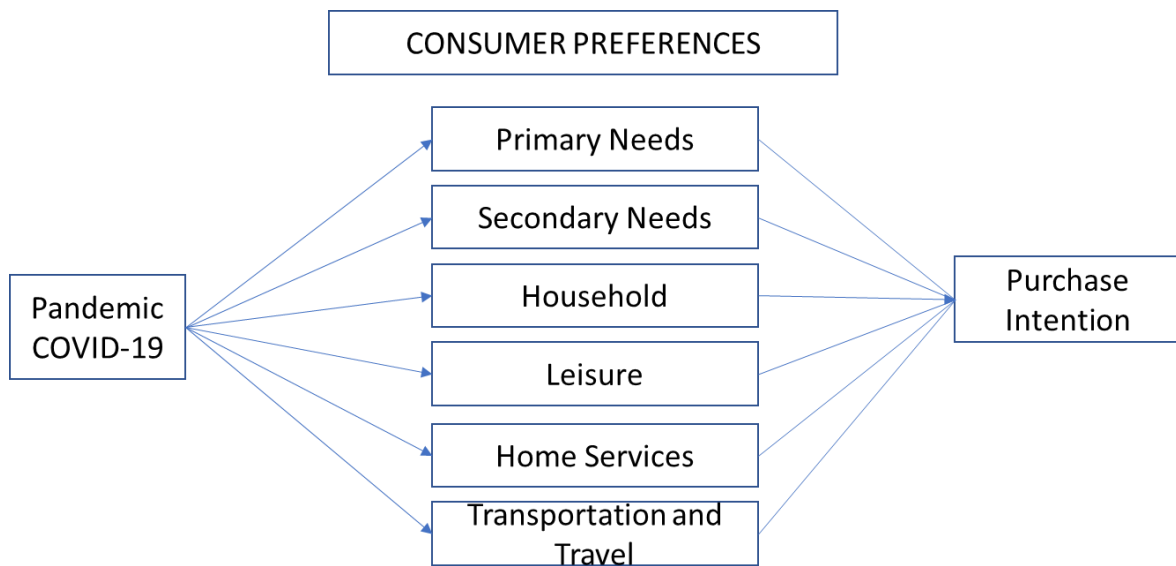 CONSUMER PREFERENCES
Primary Needs
Secondary Needs
Household
Leisure
Home Services
Transportation and
Travel
Pandemic
COVID-19
Purchase
Intention